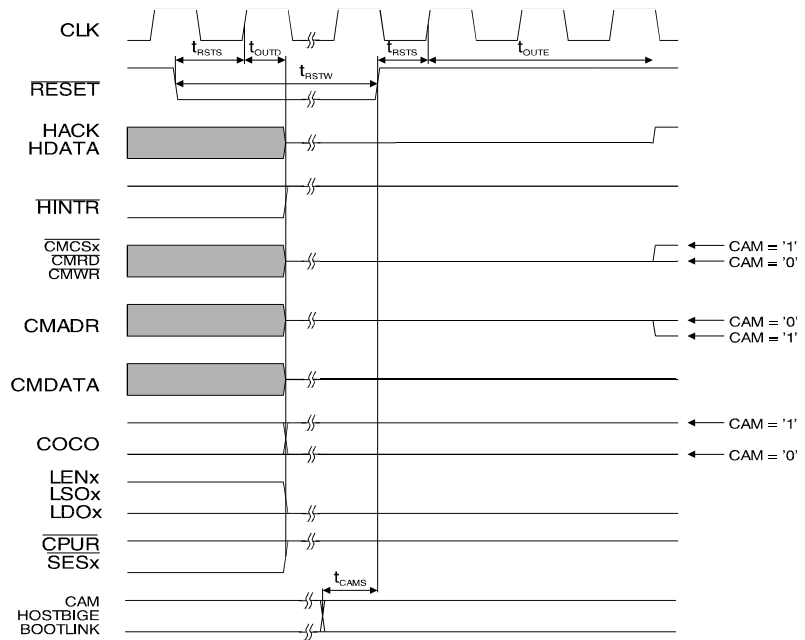 CLK
tRSTS tOUTD tRSTS tOUTE
tRSTW
RESET
HACK
HDATA
HINTR
CMCSx
CMRD
CMWR
CAM = '1'
CAM = '0'
CMADR
CAM = '0'
CAM = '1'
CMDATA
COCO
CAM = '1'
CAM = '0'
LENx
LSOx
LDOx
CPUR
SESx
tCAMS
CAM
HOSTBIGE
BOOTLINK